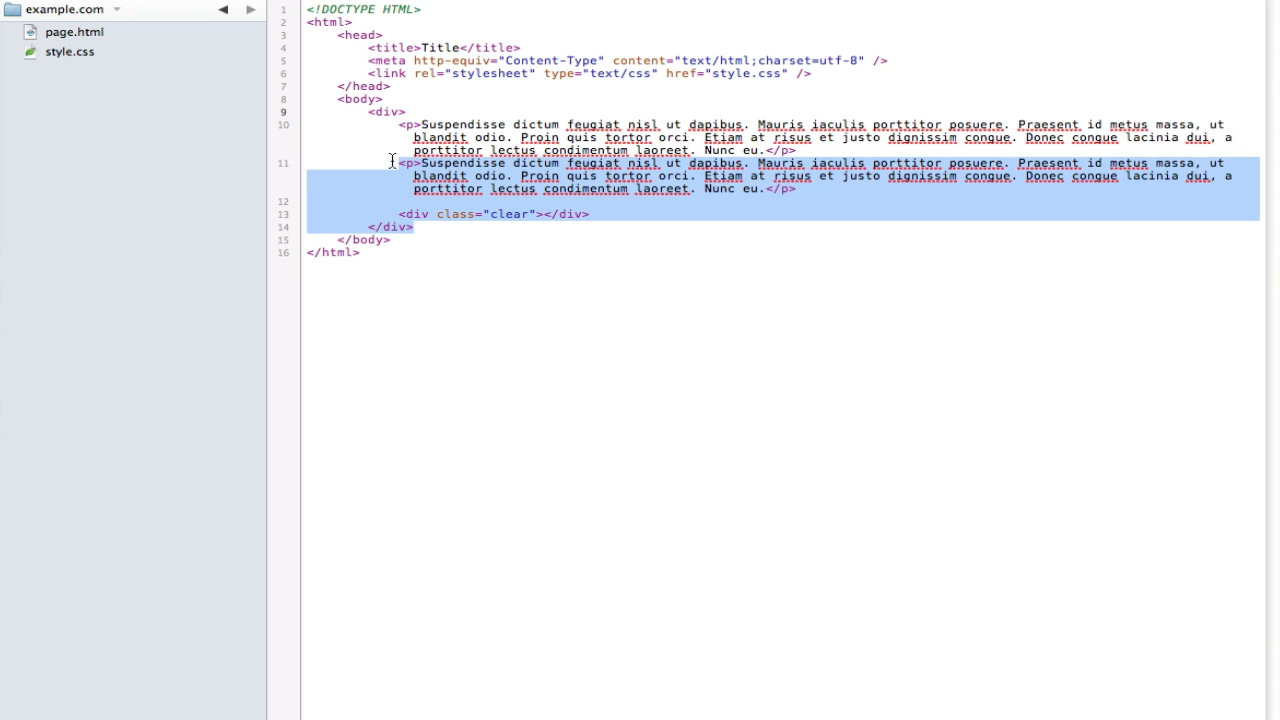 example.com
page.html
style.css
1 <!DOCTYPE HTML>
2 <html>
3 <head>
4 <title>Title</title>
5 <meta http-equiv="Content-Type" content="text/html;charset=utf-8" />
6 <link rel="stylesheet" type="text/css" href="style.css" />
7 </head>
8 <body>
9 <div>
10 <p>Suspendisse dictum feugiat nisl ut dapibus. Mauris iaculis porttitor posuere. Praesent id metus massa, ut
blandit odio. Proin quis tortor orci. Etiam at risus et justo dignissim congue. Donec congue lacinia dui, a
porttitor lectus condimentum laoreet. Nunc eu.</p>
11 <p>Suspendisse dictum feugiat nisl ut dapibus. Mauris iaculis porttitor posuere. Praesent id metus massa, ut
blandit odio. Proin quis tortor orci. Etiam at risus et justo dignissim congue. Donec congue lacinia dui, a
porttitor lectus condimentum laoreet. Nunc eu.</p>
12
13 <div class="clear"></div>
14 </div>
15 </body>
16 </html>